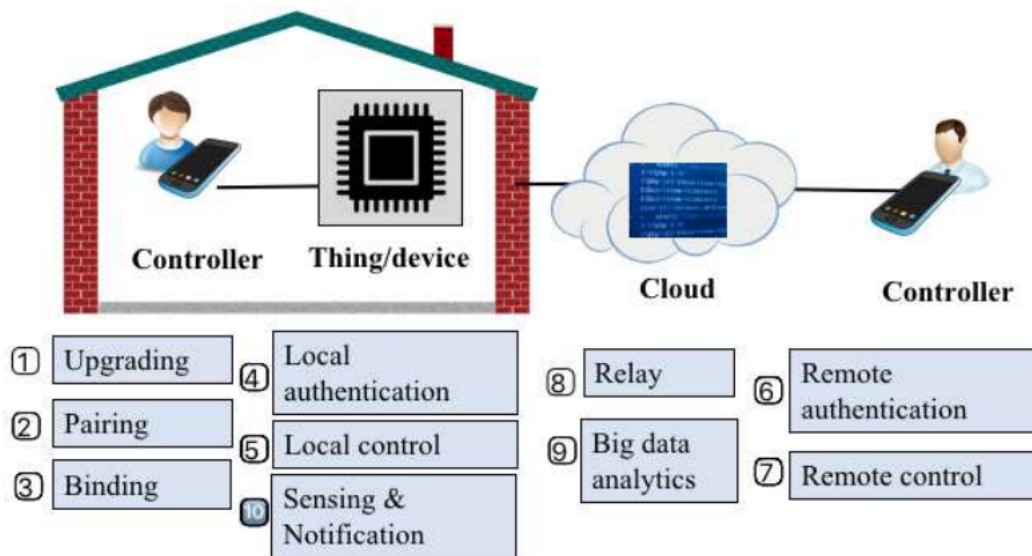 Controller
Thing/device
Cloud
Controller
1 Upgrading
2 Pairing
3 Binding
4 Local
authentication
5 Local control
10 Sensing &
Notification
8 Relay
9 Big data
analytics
6 Remote
authentication
7 Remote control